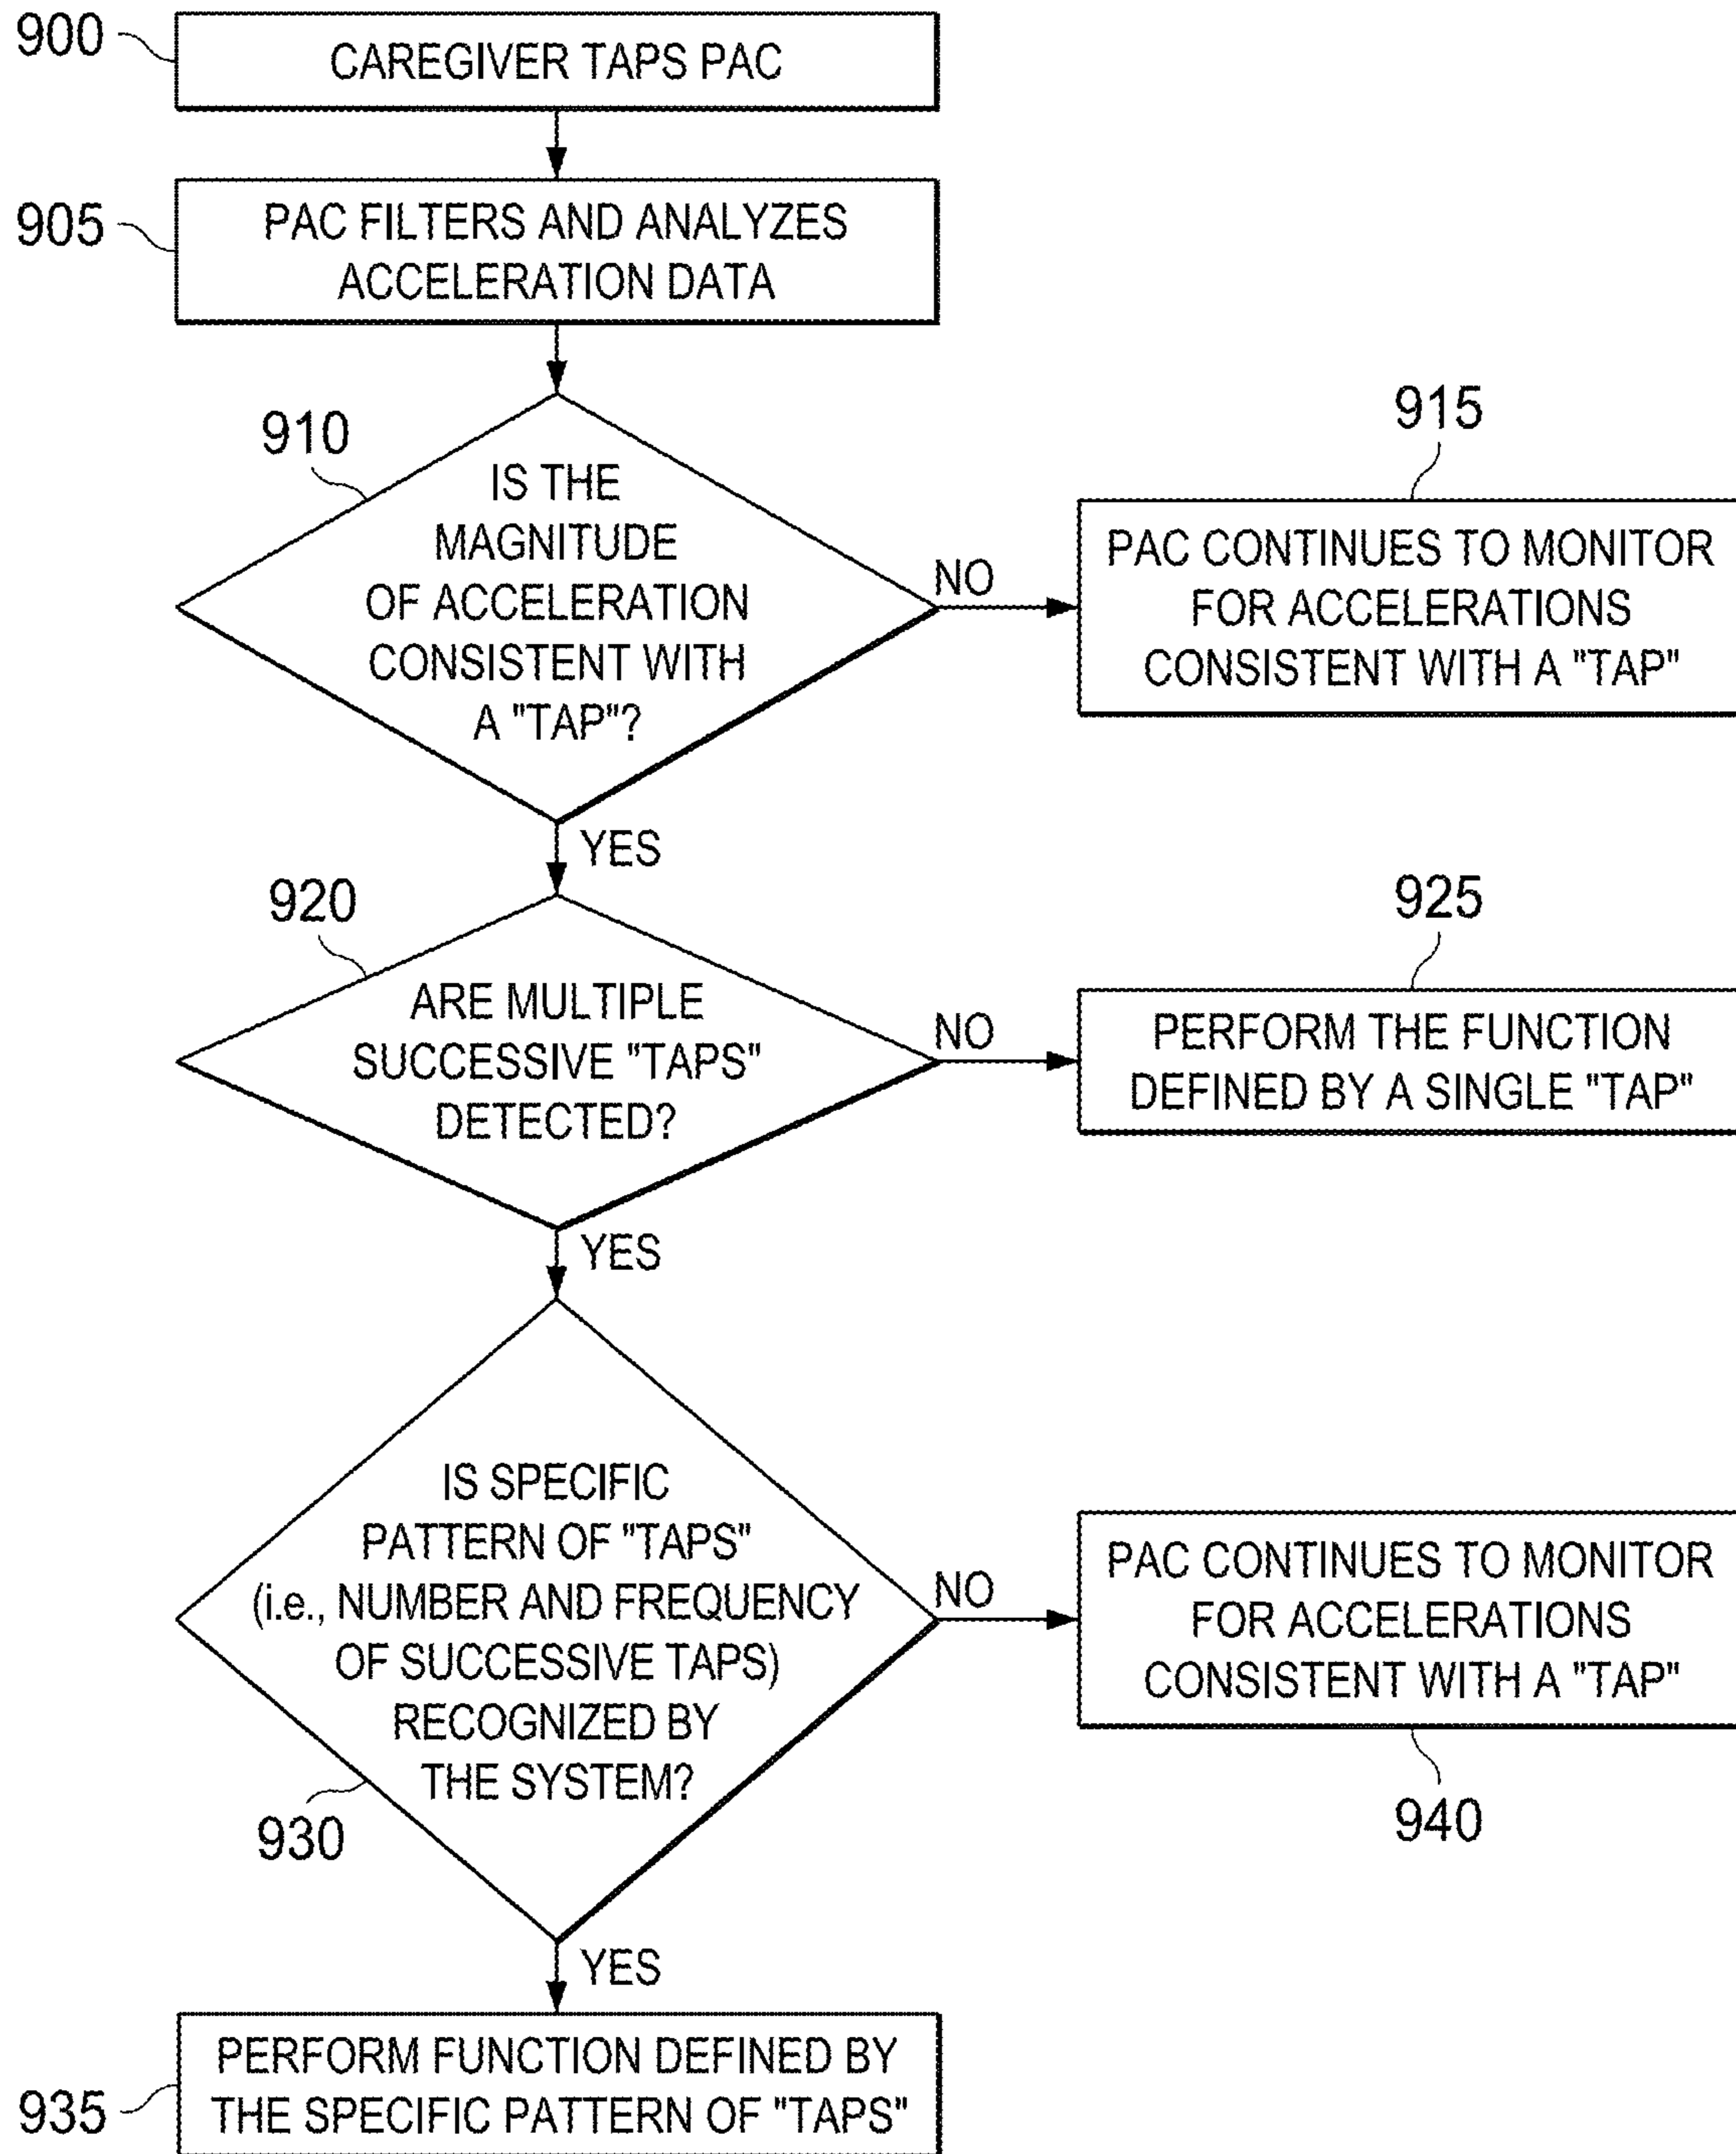 900
CAREGIVER TAPS PAC
905
PAC FILTERS AND ANALYZES
ACCELERATION DATA
910
IS THE
MAGNITUDE
OF ACCELERATION
CONSISTENT WITH
A "TAP"?
NO
915
PAC CONTINUES TO MONITOR
FOR ACCELERATIONS
CONSISTENT WITH A "TAP"
YES
920
ARE MULTIPLE
SUCCESSIVE "TAPS"
DETECTED?
NO
925
PERFORM THE FUNCTION
DEFINED BY A SINGLE "TAP"
YES
IS SPECIFIC
PATTERN OF "TAPS"
(i.e., NUMBER AND FREQUENCY
OF SUCCESSIVE TAPS)
RECOGNIZED BY
THE SYSTEM?
930
NO
PAC CONTINUES TO MONITOR
FOR ACCELERATIONS
CONSISTENT WITH A "TAP"
940
YES
935
PERFORM FUNCTION DEFINED BY
THE SPECIFIC PATTERN OF "TAPS"